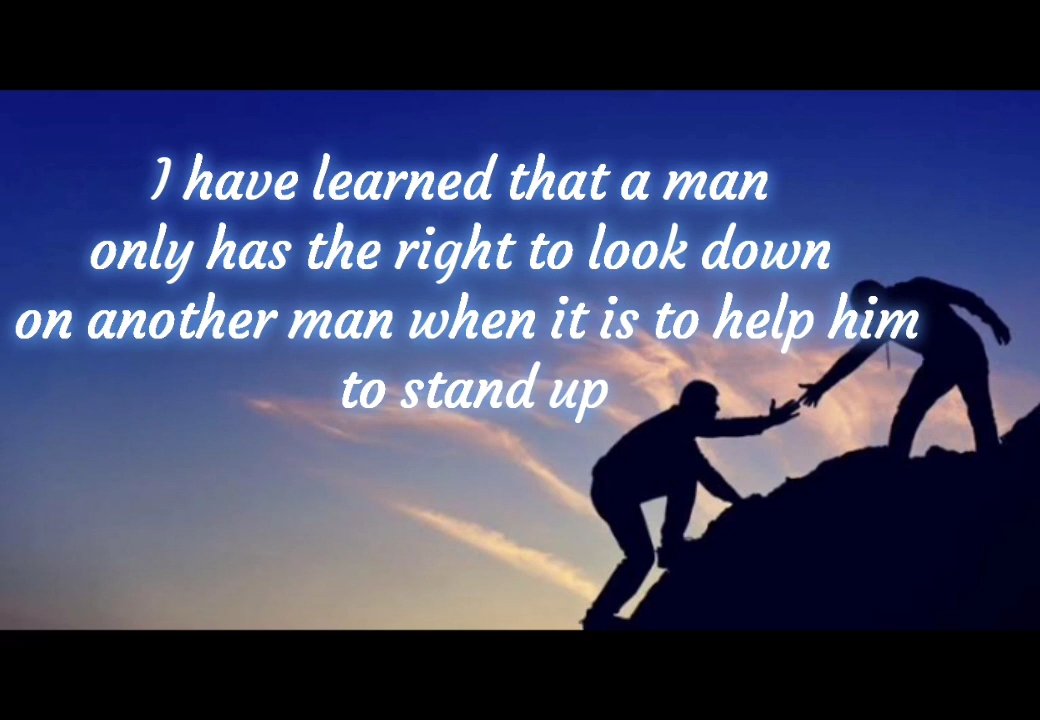 I have learned that a man
only has the right to look down
on another man when it is to help him
to stand up